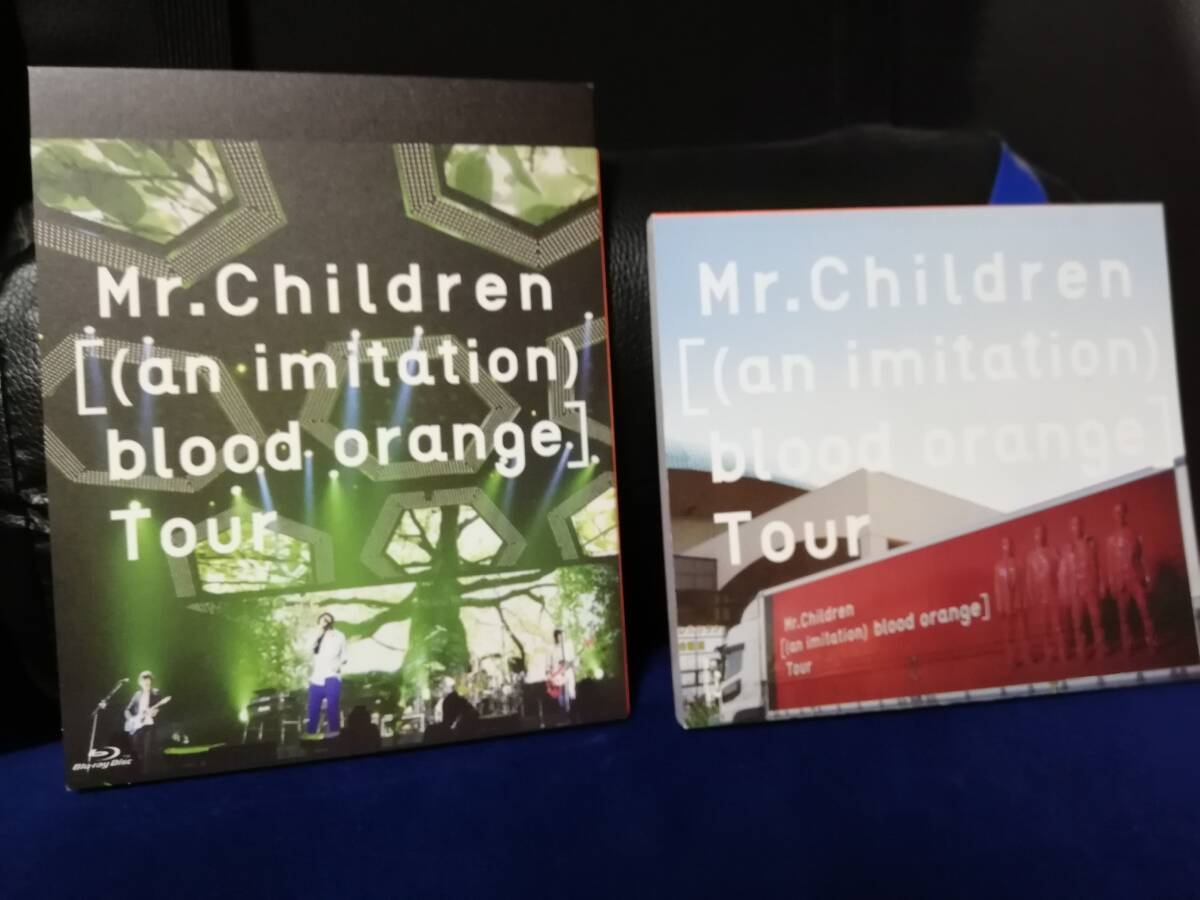 Mr.Children
[(an imitation)
blood orange]
Tour
Blu-ray Disc
Mr.Children
[(an imitation)
blood orange]
Tour
Mr.Children
[(an imitation) blood orange]
Tour